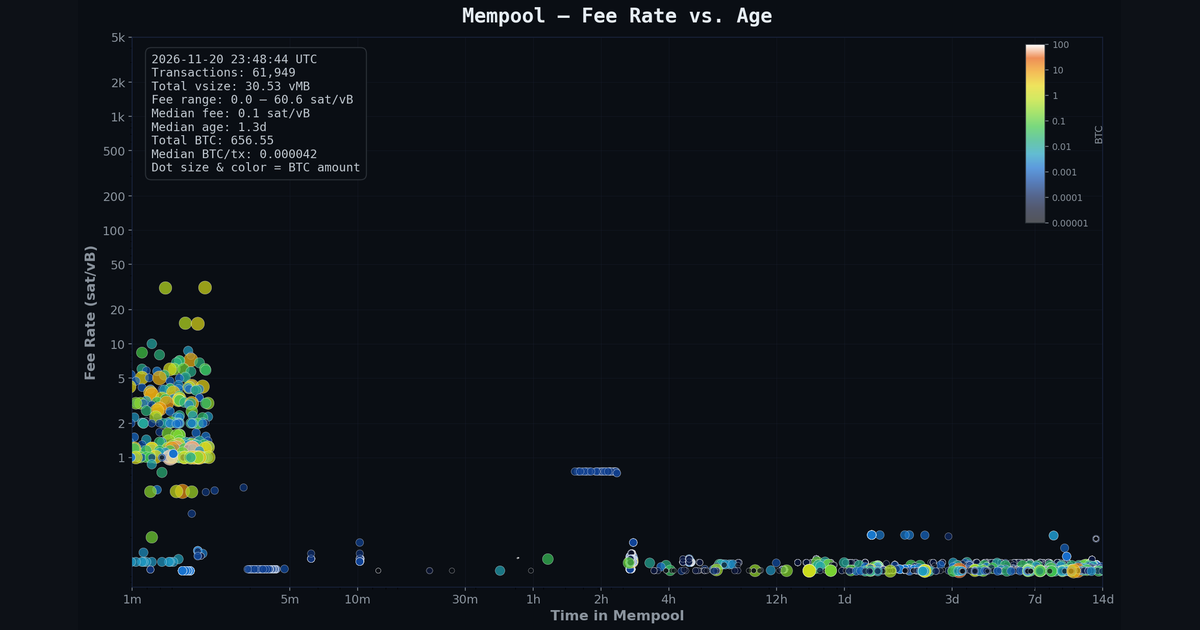 Mempool — Fee Rate vs. Age
5k
2k
1k
500
200
100
50
20
10
5
2
1
Fee Rate (sat/vB)
2026-11-20 23:48:44 UTC
Transactions: 61,949
Total vsize: 30.53 vMB
Fee range: 0.0 — 60.6 sat/vB
Median fee: 0.1 sat/vB
Median age: 1.3d
Total BTC: 656.55
Median BTC/tx: 0.000042
Dot size & color = BTC amount
100
10
1
0.1
0.01
0.001
0.0001
0.00001
BTC
1m
5m
10m
30m
1h
2h
4h
12h
1d
3d
7d
14d
Time in Mempool